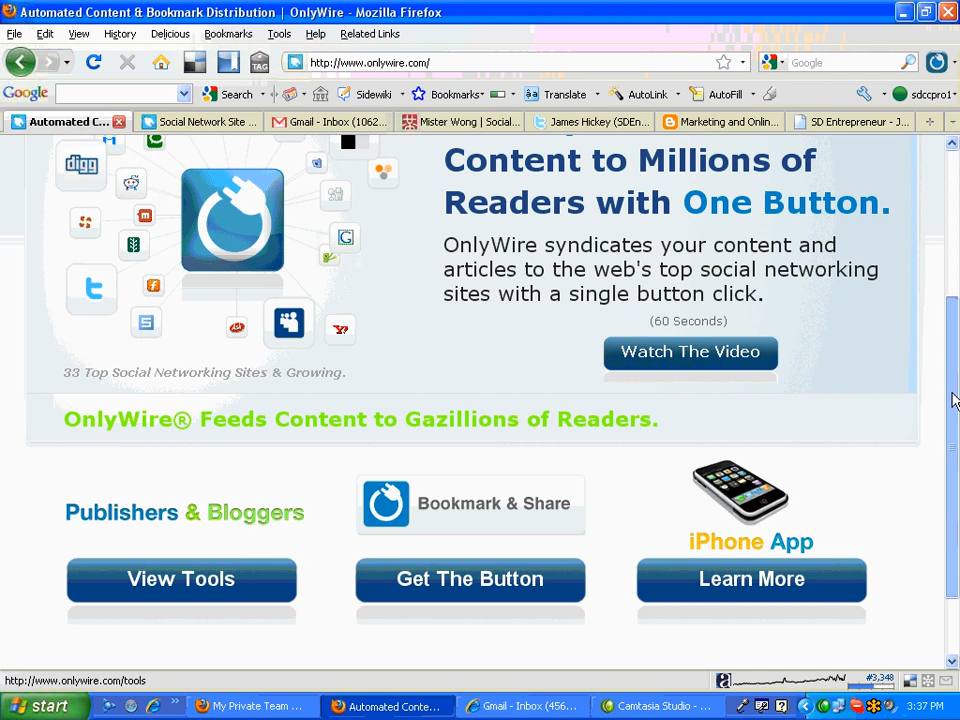 Automated Content & Bookmark Distribution | OnlyWire - Mozilla Firefox
File Edit View History Delicious Bookmarks Tools Help Related Links
TAG http://www.onlywire.com/ Google
Google Search Sidewiki Bookmarks Translate AutoLink AutoFill sdccpro1
Automated C... Social Network Site ... Gmail - Inbox (1062... Mister Wong | Social... James Hickey (SDEn... Marketing and Onlin... SD Entrepreneur - J...
Content to Millions of
Readers with One Button.
OnlyWire syndicates your content and
articles to the web's top social networking
sites with a single button click.
(60 Seconds)
Watch The Video
digg
33 Top Social Networking Sites & Growing.
OnlyWire® Feeds Content to Gazillions of Readers.
Publishers & Bloggers
Bookmark & Share
iPhone App
View Tools
Get The Button
Learn More
http://www.onlywire.com/tools #3,348
start My Private Team ... Automated Conte... Gmail - Inbox (456... Camtasia Studio - ... 3:37 PM